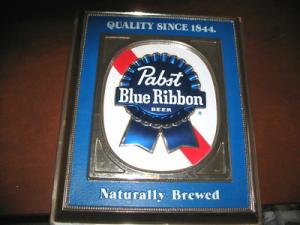 QUALITY SINCE 1844.
Pabst
Blue Ribbon
BEER
Naturally Brewed